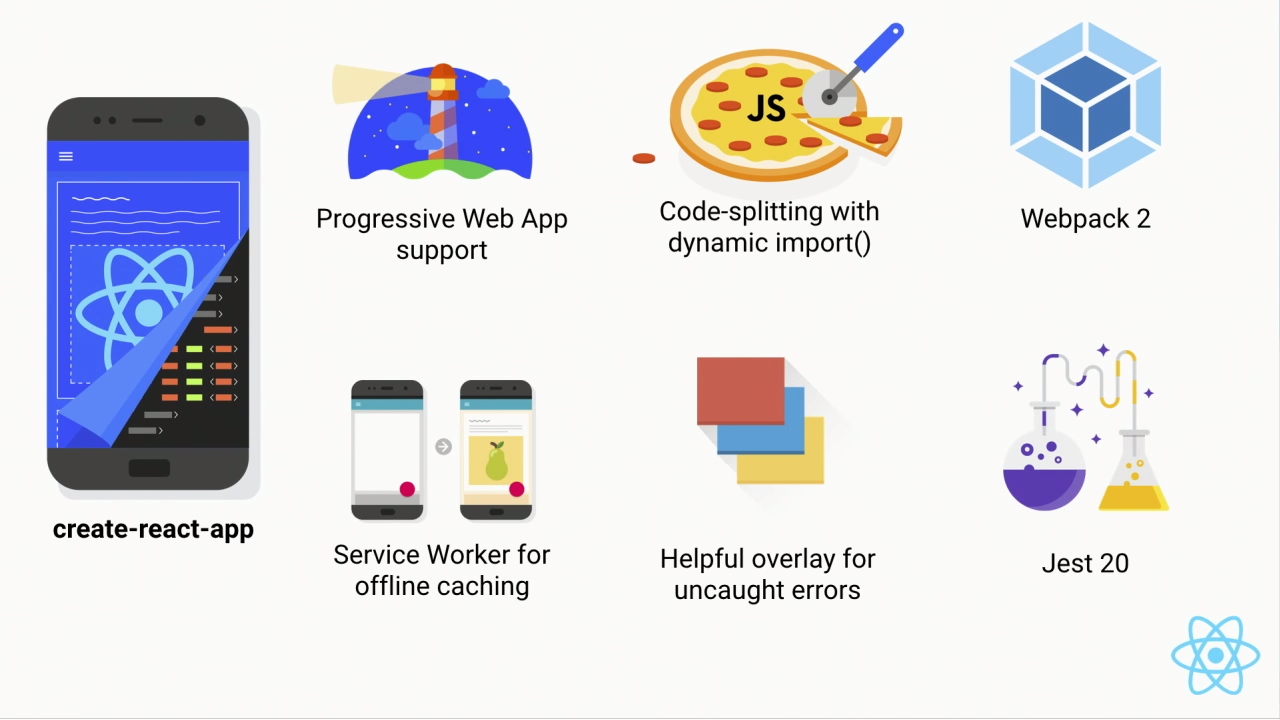 create-react-app
Progressive Web App
support
JS
Code-splitting with
dynamic import()
Webpack 2
Service Worker for
offline caching
Helpful overlay for
uncaught errors
Jest 20